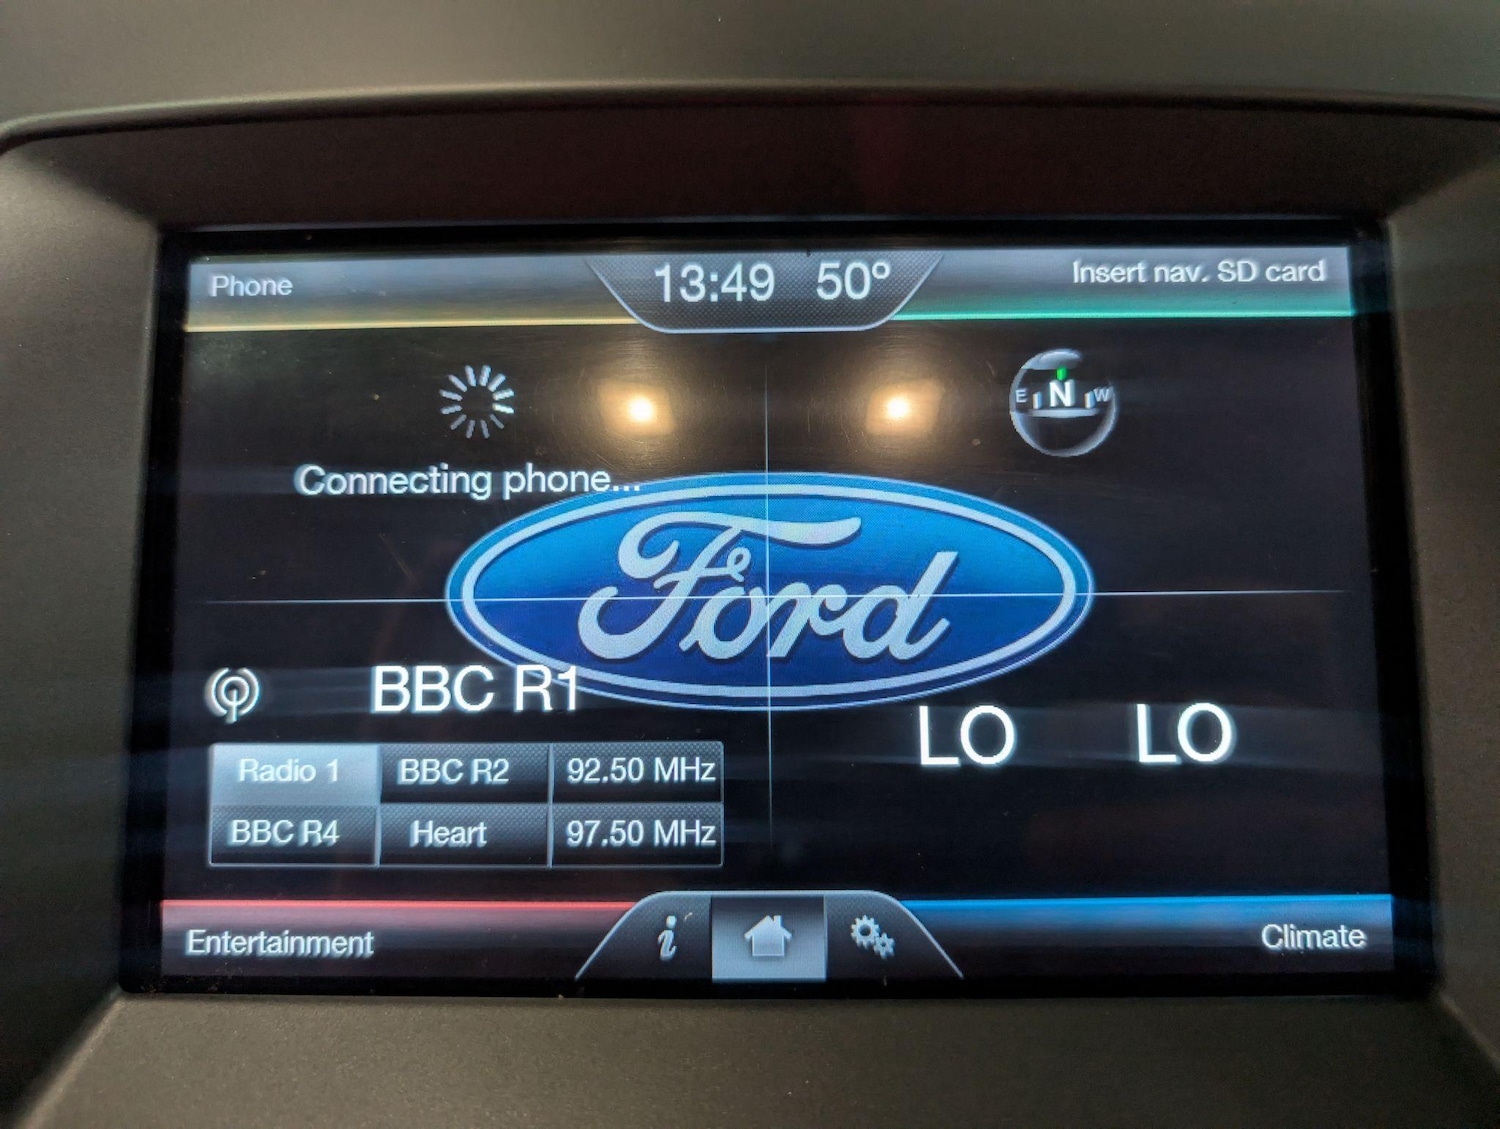 Phone
13:49 50º
Insert nav. SD card
E N W
Connecting phone...
Ford
BBC R1
LO LO
Radio 1 BBC R2 92.50 MHz
BBC R4 Heart 97.50 MHz
Entertainment
i
Climate